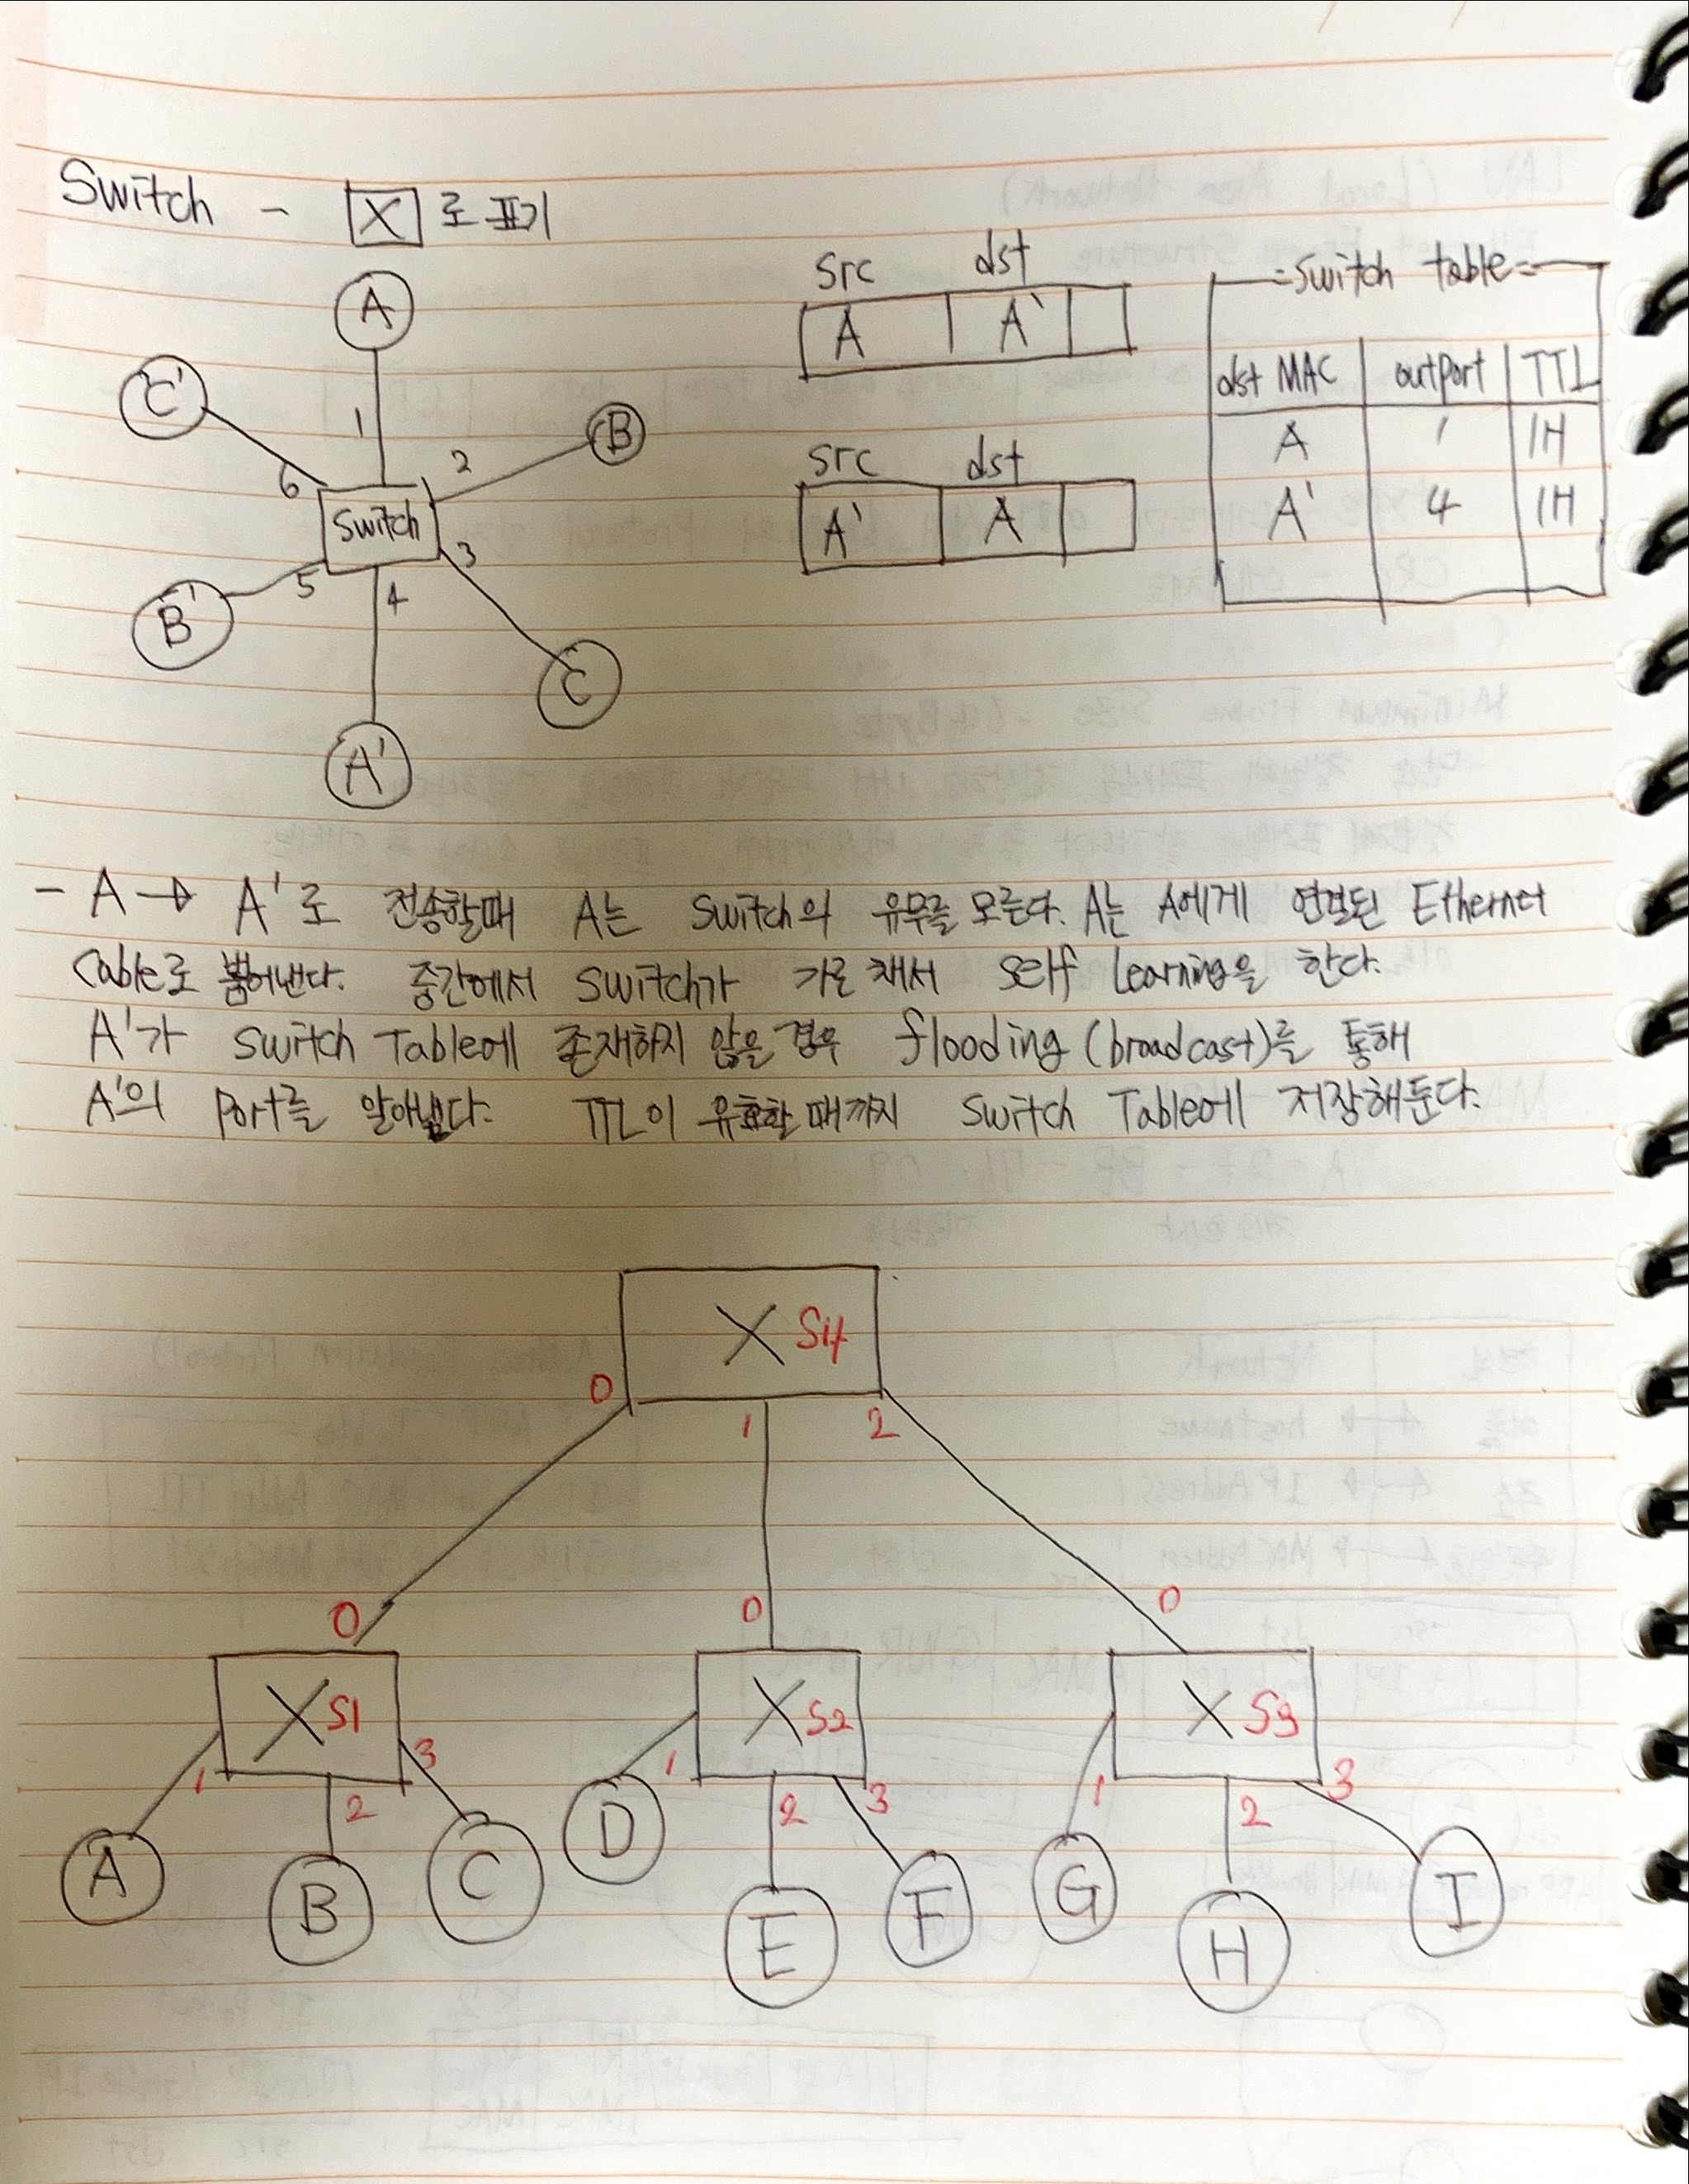 Switch - X 로 표기
A
C'
B
1
2
6
Switch
3
5
4
B'
C
A'
src dst
A A'
src dst
A' A
=switch table=
dst MAC outport TTL
A 1 1H
A' 4 1H
- A → A'로 전송할때 A는 switch의 유무를 모른다. A는 A에게 연결된 Ethernet
Cable로 뿜어낸다. 중간에서 switch가 가로채서 self learning을 한다.
A'가 switch Table에 존재하지 않을 경우 flooding (broadcast)를 통해
A'의 Port를 알아낸다. TTL이 유효할 때까지 switch Table에 저장해둔다.
X S4
0 1 2
0 0 0
X S1 X S2 X S3
1 2 3 1 2 3 1 2 3
A B C D E F G H I